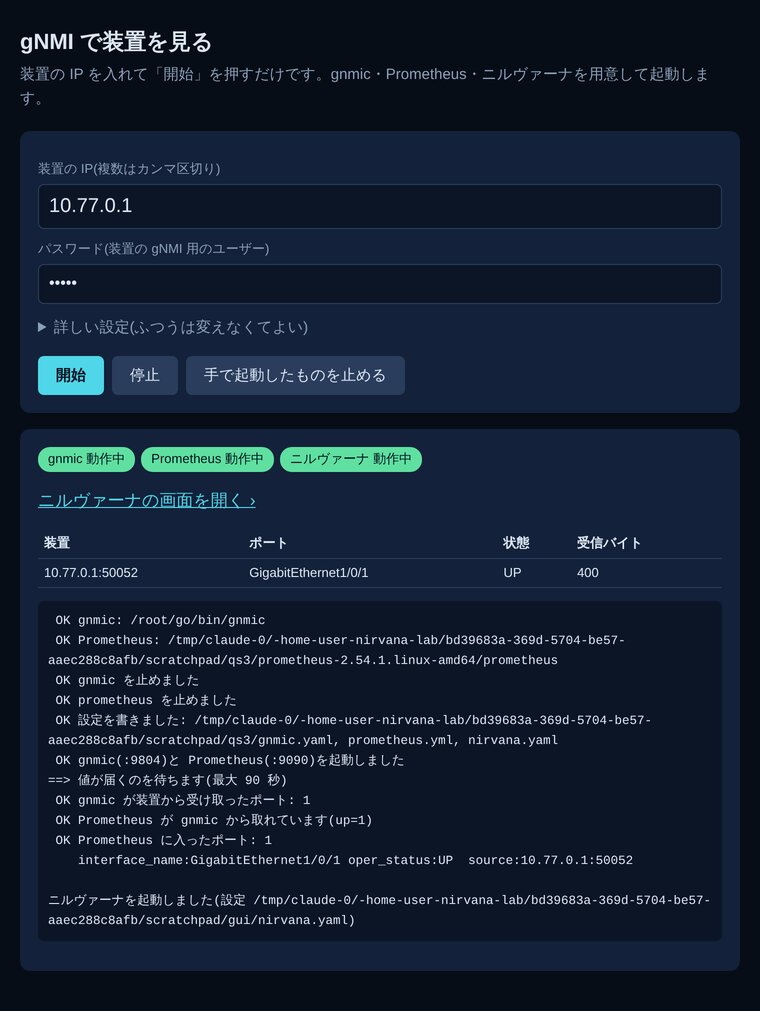 gNMI で装置を見る
装置の IP を入れて「開始」を押すだけです。gnmic・Prometheus・ニルヴァーナを用意して起動しま
す。
装置の IP(複数はカンマ区切り)
10.77.0.1
パスワード(装置の gNMI 用のユーザー)
•••••
▶ 詳しい設定(ふつうは変えなくてよい)
開始 停止 手で起動したものを止める
gnmic 動作中 Prometheus 動作中 ニルヴァーナ 動作中
ニルヴァーナの画面を開く ›
装置 ポート 状態 受信バイト
10.77.0.1:50052 GigabitEthernet1/0/1 UP 400
OK gnmic: /root/go/bin/gnmic
OK Prometheus: /tmp/claude-0/-home-user-nirvana-lab/bd39683a-369d-5704-be57-
aaec288c8afb/scratchpad/qs3/prometheus-2.54.1.linux-amd64/prometheus
OK gnmic を止めました
OK prometheus を止めました
OK 設定を書きました: /tmp/claude-0/-home-user-nirvana-lab/bd39683a-369d-5704-be57-
aaec288c8afb/scratchpad/qs3/gnmic.yaml, prometheus.yml, nirvana.yaml
OK gnmic(:9804)と Prometheus(:9090)を起動しました
==> 値が届くのを待ちます(最大 90 秒)
OK gnmic が装置から受け取ったポート: 1
OK Prometheus が gnmic から取れています(up=1)
OK Prometheus に入ったポート: 1
interface_name:GigabitEthernet1/0/1 oper_status:UP  source:10.77.0.1:50052
ニルヴァーナを起動しました(設定 /tmp/claude-0/-home-user-nirvana-lab/bd39683a-369d-5704-be57-
aaec288c8afb/scratchpad/gui/nirvana.yaml)